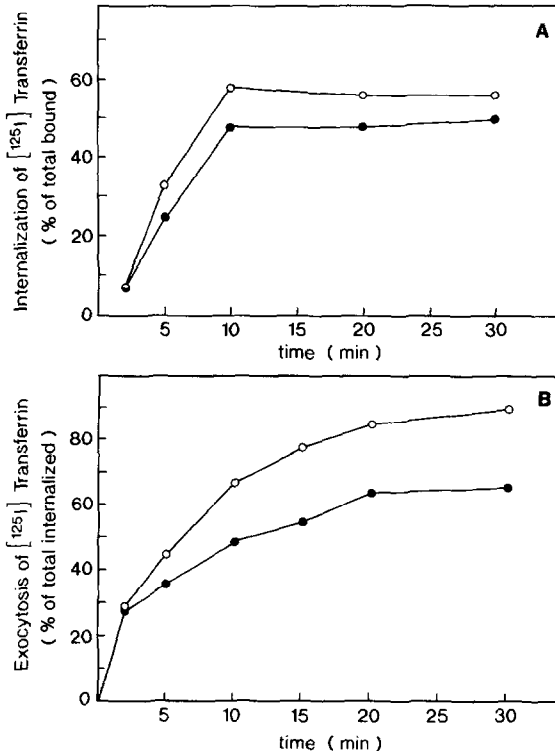 A
Internalization of [125I] Transferrin
( % of total bound)
60
40
20
0
5 10 15 20 25 30
time ( min )
B
Exocytosis of [125I] Transferrin
( % of total internalized)
80
60
40
20
0
5 10 15 20 25 30
time ( min )